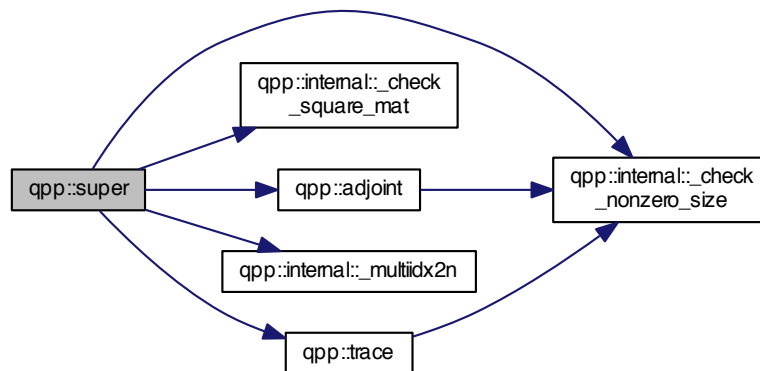 qpp::internal::_check
_square_mat
qpp::super
qpp::adjoint
qpp::internal::_check
_nonzero_size
qpp::internal::_multiidx2n
qpp::trace